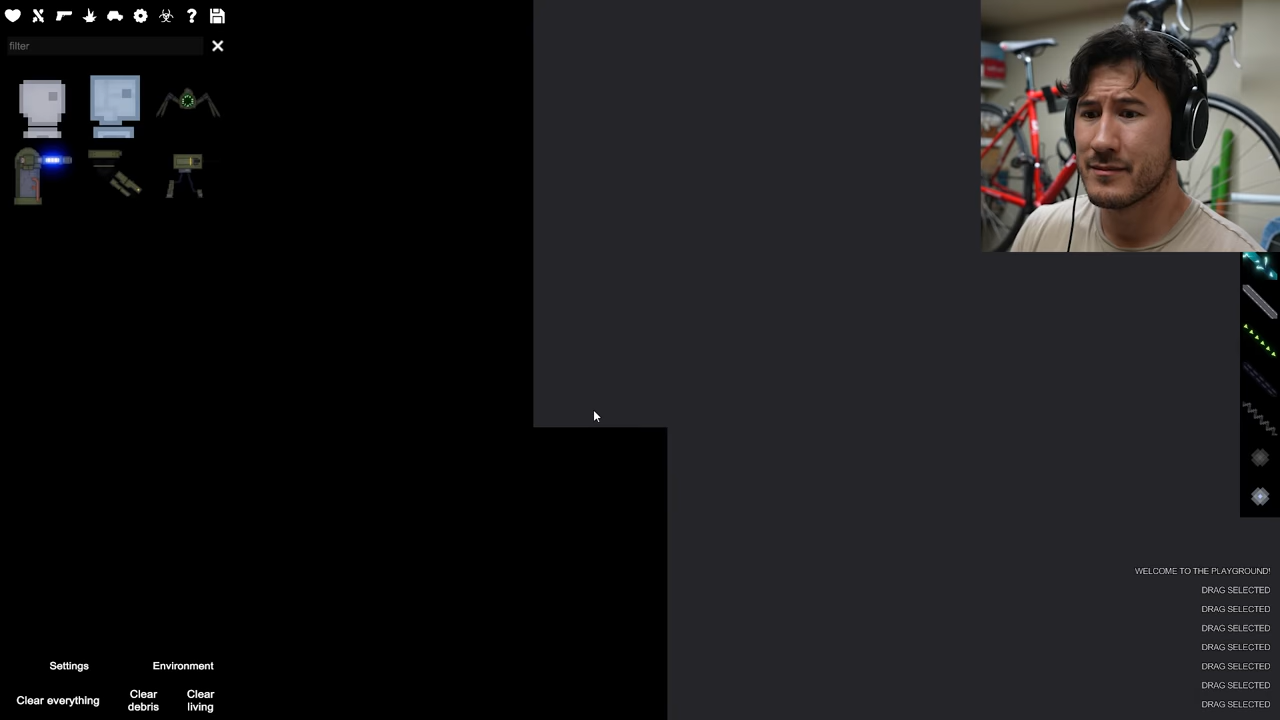 filter
WELCOME TO THE PLAYGROUND!
DRAG SELECTED
DRAG SELECTED
DRAG SELECTED
DRAG SELECTED
DRAG SELECTED
DRAG SELECTED
DRAG SELECTED
Settings
Environment
Clear everything
Clear
debris
Clear
living